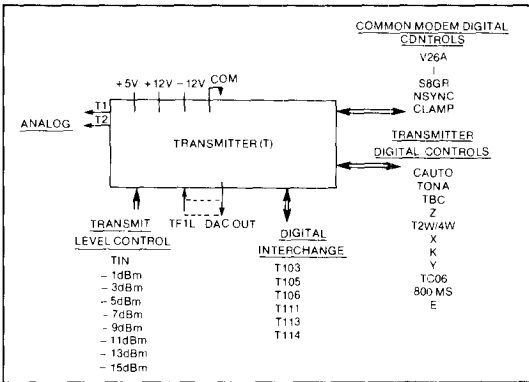 COMMON MODEM DIGITAL
CONTROLS
V26A
I
S8GR
NSYNC
CLAMP
+5V +12V -12V COM
T1
T2
ANALOG
TRANSMITTER (T)
TRANSMITTER
DIGITAL CONTROLS
CAUTO
TONA
TBC
Z
T2W/4W
X
K
Y
TC06
800 MS
E
TRANSMIT
LEVEL CONTROL
TIN
- 1dBm
- 3dBm
- 5dBm
- 7dBm
- 9dBm
- 11dBm
- 13dBm
- 15dBm
TF1L DAC OUT
DIGITAL
INTERCHANGE
T103
T105
T106
T111
T113
T114